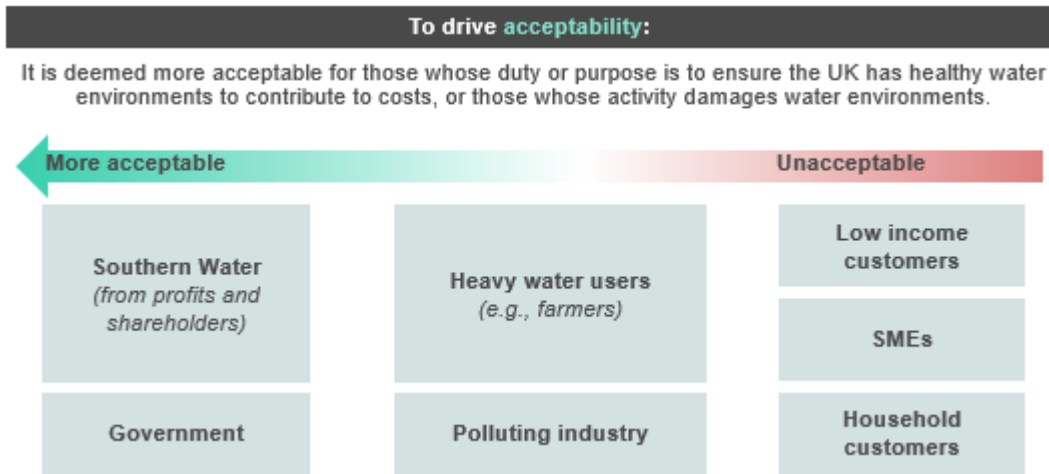 To drive acceptability:
It is deemed more acceptable for those whose duty or purpose is to ensure the UK has healthy water
environments to contribute to costs, or those whose activity damages water environments.
More acceptable
Unacceptable
Southern Water
(from profits and
shareholders)
Heavy water users
(e.g., farmers)
Low income
customers
SMEs
Government
Polluting industry
Household
customers